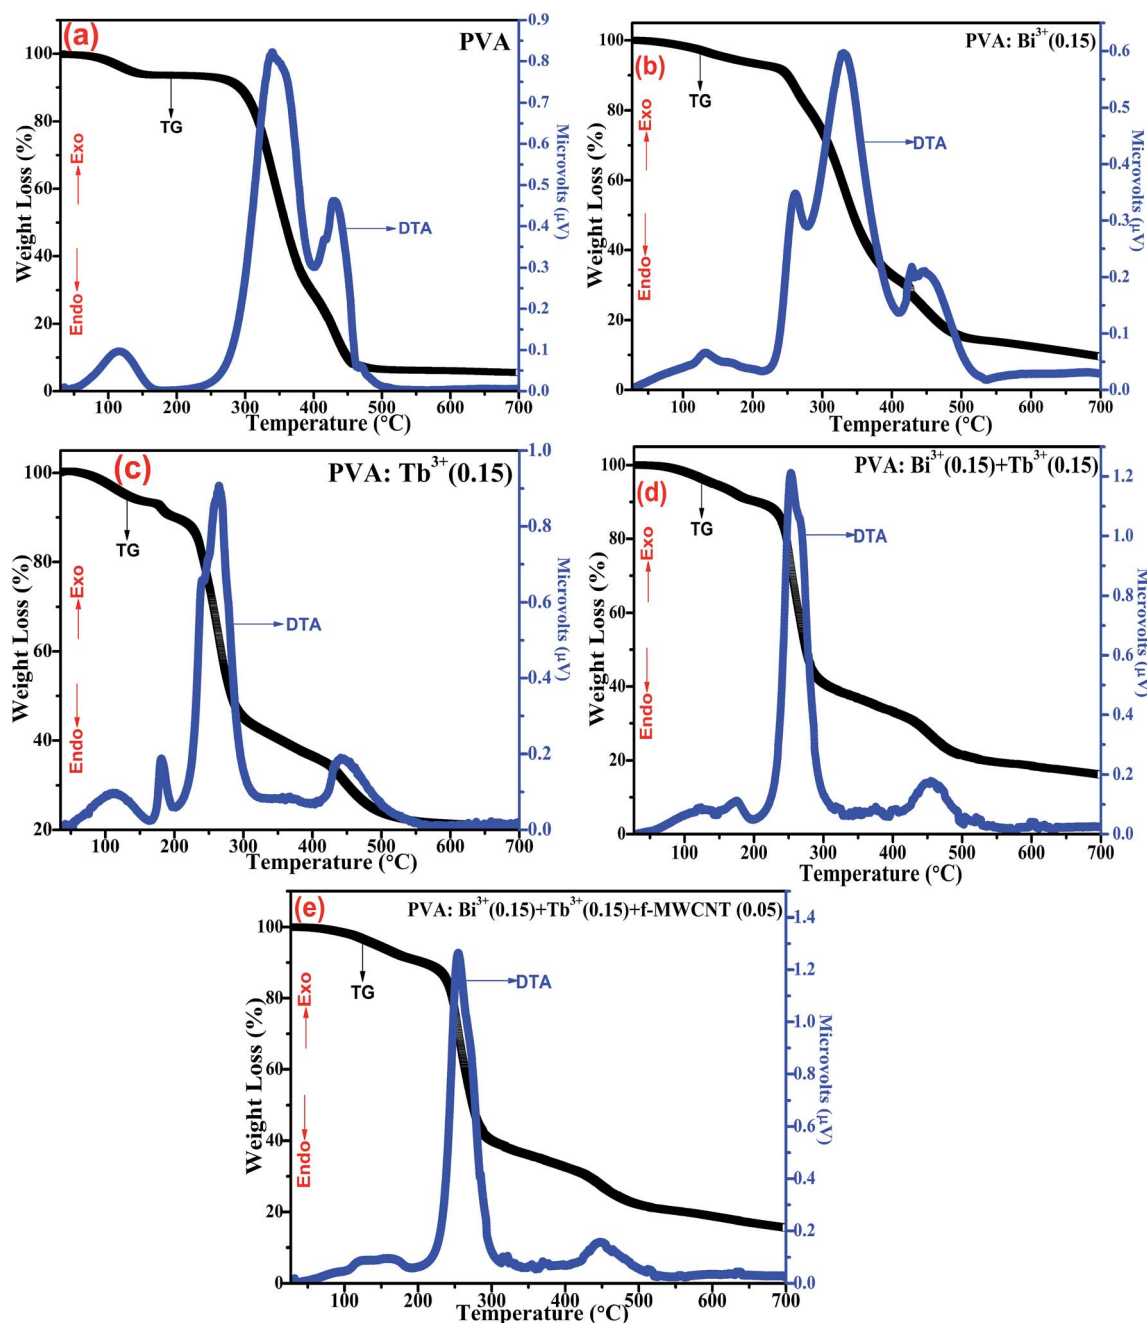 (a)
PVA
TG
DTA
Exo
Endo
Weight Loss (%)
100
80
60
40
20
0
0.9
0.8
0.7
0.6
0.5
0.4
0.3
0.2
0.1
0.0
Microvolts (µV)
100 200 300 400 500 600 700
Temperature (°C)
(b)
PVA: Bi³⁺(0.15)
TG
DTA
Exo
Endo
Weight Loss (%)
100
80
60
40
20
0
0.6
0.5
0.4
0.3
0.2
0.1
0.0
Microvolts (µV)
100 200 300 400 500 600 700
Temperature (°C)
(c)
PVA: Tb³⁺(0.15)
TG
DTA
Exo
Endo
Weight Loss (%)
100
80
60
40
20
1.0
0.8
0.6
0.4
0.2
0.0
Microvolts (µV)
100 200 300 400 500 600 700
Temperature (°C)
(d)
PVA: Bi³⁺(0.15)+Tb³⁺(0.15)
TG
DTA
Exo
Endo
Weight Loss (%)
100
80
60
40
20
0
1.2
1.0
0.8
0.6
0.4
0.2
0.0
Microvolts (µV)
100 200 300 400 500 600 700
Temperature (°C)
(e)
PVA: Bi³⁺(0.15)+Tb³⁺(0.15)+f-MWCNT (0.05)
TG
DTA
Exo
Endo
Weight Loss (%)
100
80
60
40
20
0
1.4
1.2
1.0
0.8
0.6
0.4
0.2
0.0
Microvolts (µV)
100 200 300 400 500 600 700
Temperature (°C)